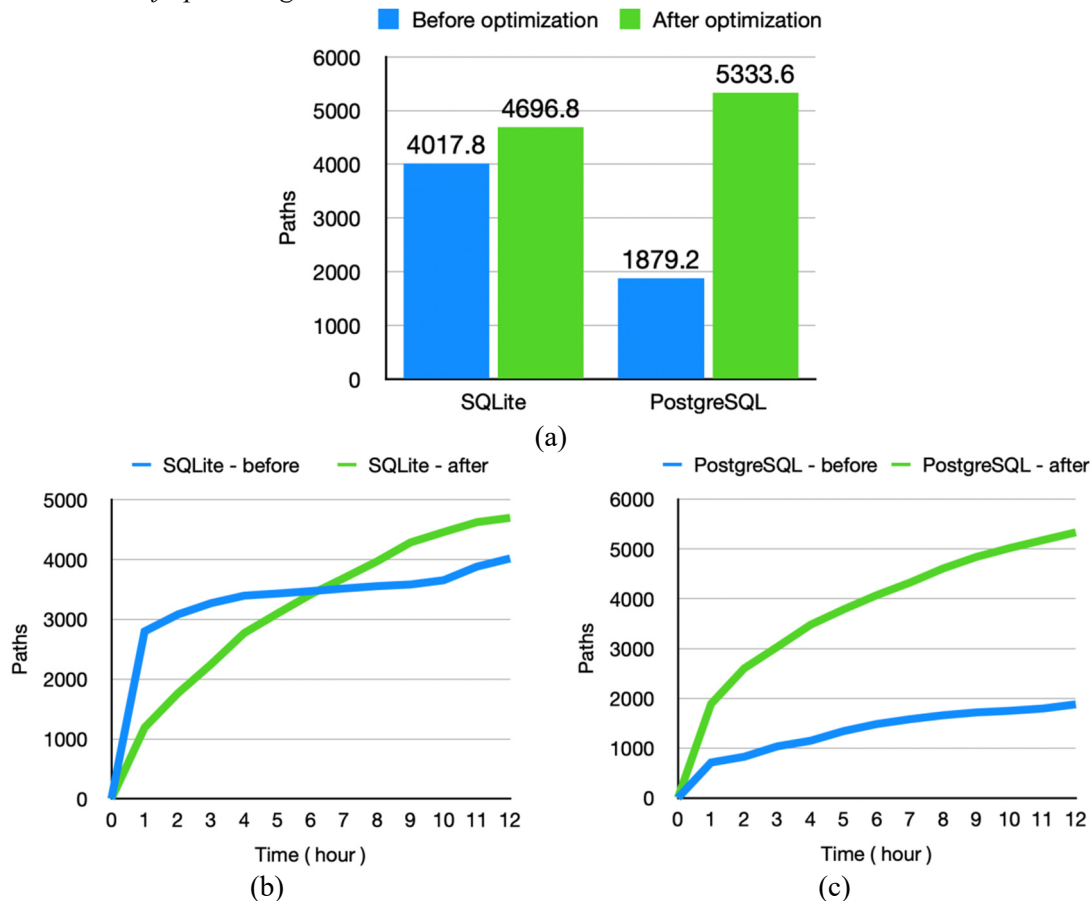 Before optimization After optimization
6000
5000
4000
3000
2000
1000
0
Paths
4017.8
4696.8
1879.2
5333.6
SQLite PostgreSQL
(a)
SQLite - before SQLite - after
5000
4000
3000
2000
1000
0
Paths
0 1 2 3 4 5 6 7 8 9 10 11 12
Time ( hour )
(b)
PostgreSQL - before PostgreSQL - after
6000
5000
4000
3000
2000
1000
0
Paths
0 1 2 3 4 5 6 7 8 9 10 11 12
Time ( hour )
(c)